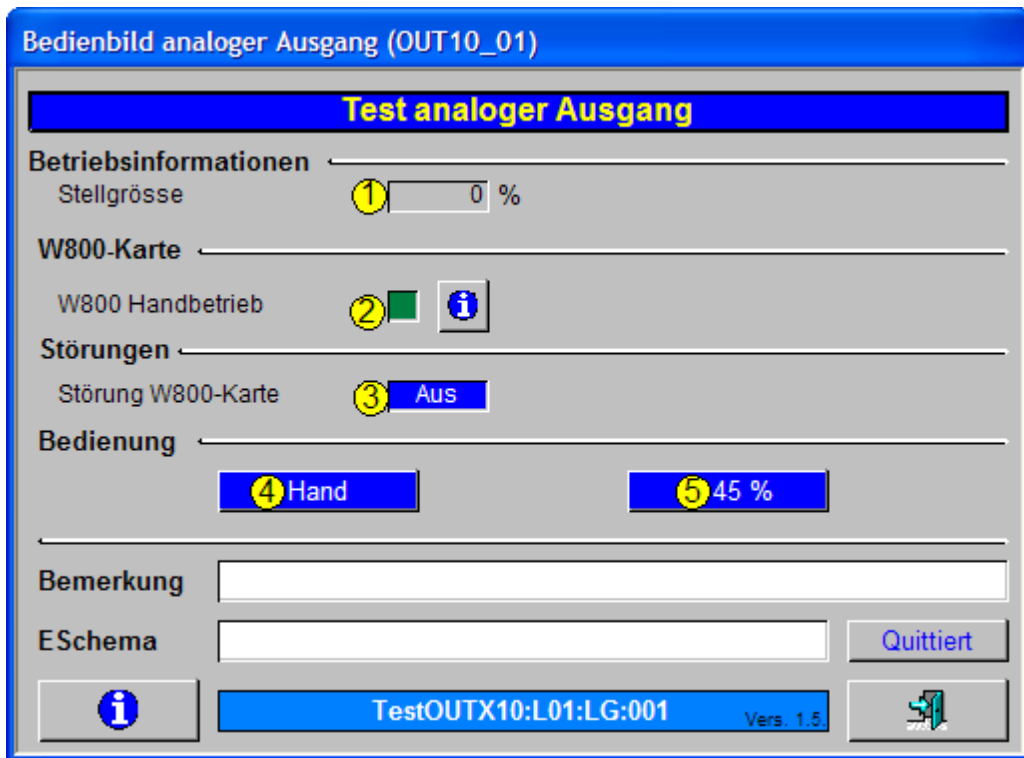 Bedienbild analoger Ausgang (OUT10_01)
Test analoger Ausgang
Betriebsinformationen
Stellgrösse 1 0 %
W800-Karte
W800 Handbetrieb 2 i
Störungen
Störung W800-Karte 3 Aus
Bedienung
4 Hand 5 45 %
Bemerkung
ESchema Quittiert
i TestOUTX10:L01:LG:001 Vers. 1.5.